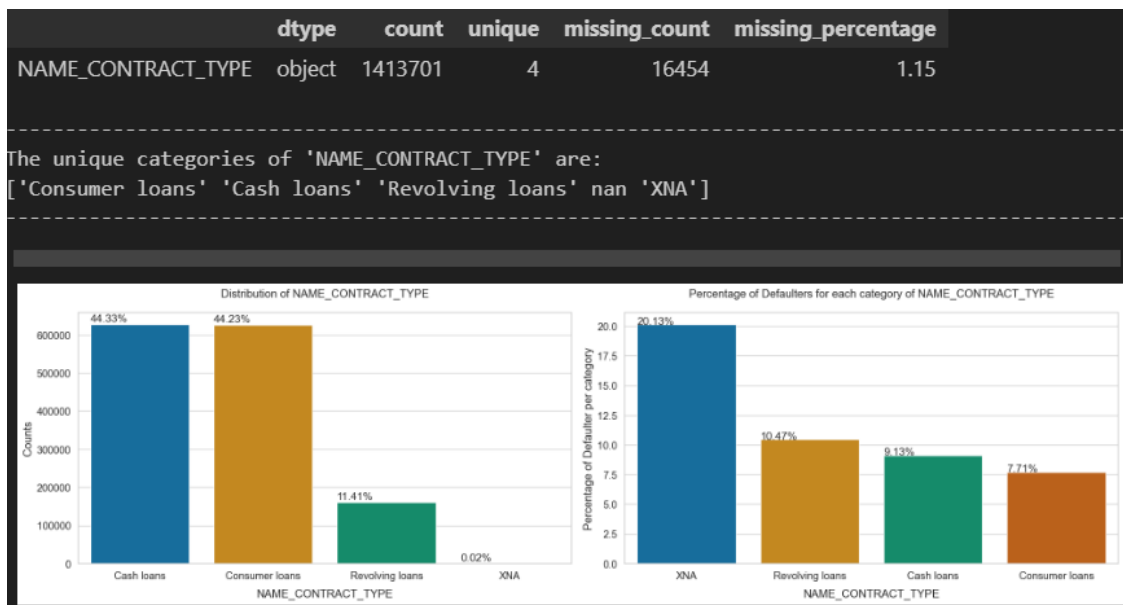 dtype count unique missing_count missing_percentage
NAME_CONTRACT_TYPE object 1413701 4 16454 1.15
--------------------------------------------------------------------------------
The unique categories of 'NAME_CONTRACT_TYPE' are:
['Consumer loans' 'Cash loans' 'Revolving loans' nan 'XNA']
--------------------------------------------------------------------------------
Distribution of NAME_CONTRACT_TYPE
44.33% 44.23%
600000
500000
400000
300000
200000
11.41%
100000
0.02%
0
Counts
Cash loans Consumer loans Revolving loans XNA
NAME_CONTRACT_TYPE
Percentage of Defaulters for each category of NAME_CONTRACT_TYPE
20.13%
20.0
17.5
15.0
12.5
10.47%
10.0
9.13%
7.71%
7.5
5.0
2.5
0.0
Percentage of Defaulter per category
XNA Revolving loans Cash loans Consumer loans
NAME_CONTRACT_TYPE